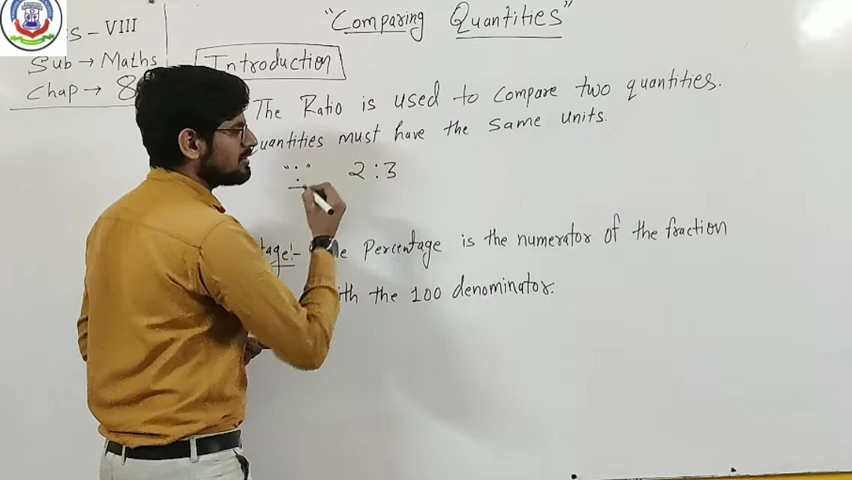 "Comparing Quantities"
s - VIII
Sub → Maths
Chap → 8
Introduction
The Ratio is used to compare two quantities.
uantities must have the same units.
" : " 2 : 3
tage:- e Percentage is the numerator of the fraction
ith the 100 denominator.